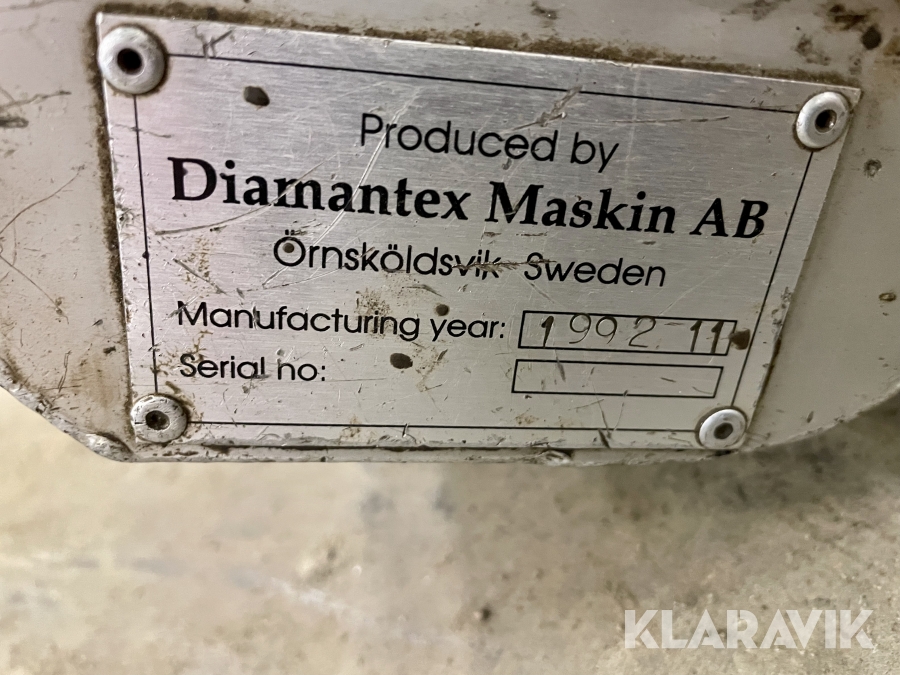 Produced by
Diamantex Maskin AB
Örnsköldsvik Sweden
Manufacturing year: 1992 11
Serial no:
KLARAVIK